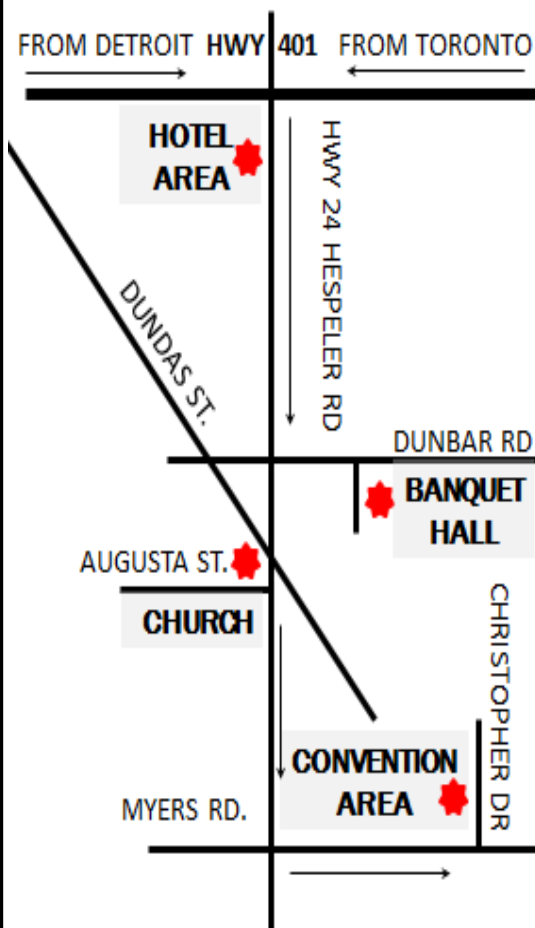 FROM DETROIT HWY 401 FROM TORONTO
HOTEL
AREA
HWY 24 HESPELER RD
DUNDAS ST.
DUNBAR RD
BANQUET
HALL
AUGUSTA ST.
CHURCH
CHRISTOPHER DR
CONVENTION
AREA
MYERS RD.